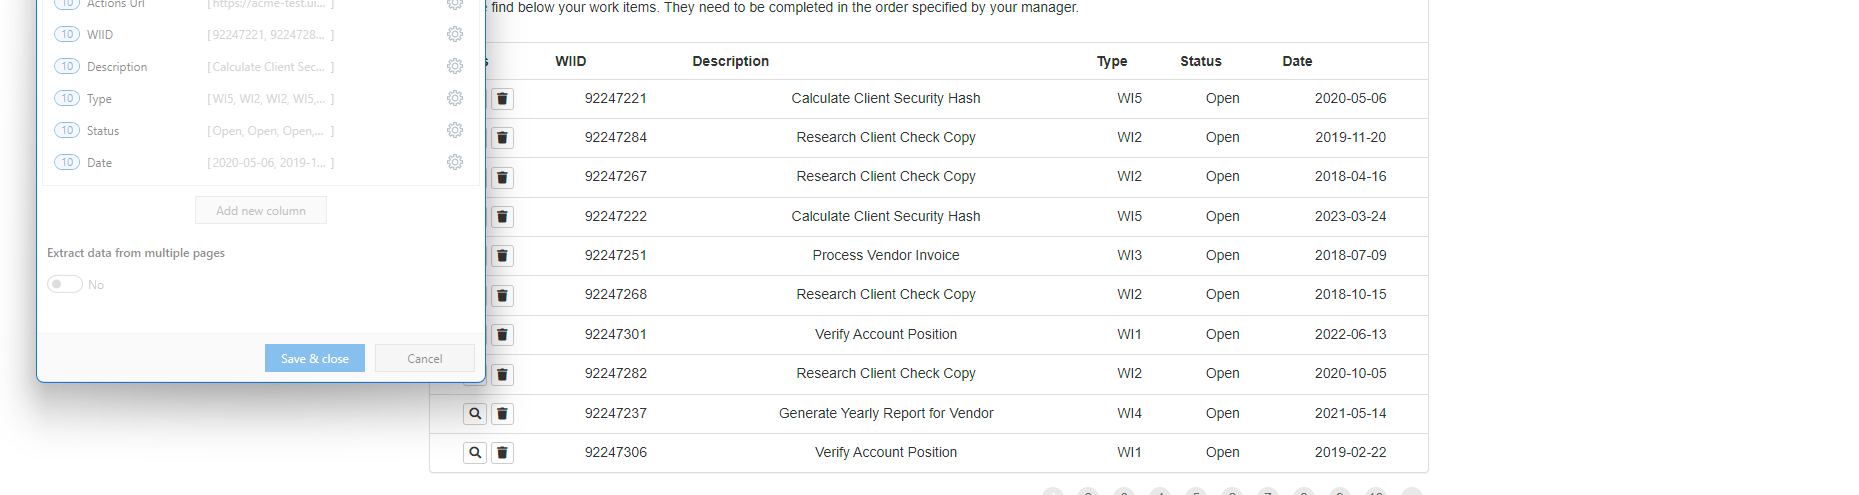 10 Actions Url [https://acme-test.ui... ]
10 WIID [92247221, 9224728... ]
10 Description [Calculate Client Sec... ]
10 Type [WI5, WI2, WI2, WI5,... ]
10 Status [Open, Open, Open,... ]
10 Date [2020-05-06, 2019-1... ]
Add new column
Extract data from multiple pages
No
Save & close Cancel
find below your work items. They need to be completed in the order specified by your manager.
WIID Description Type Status Date
92247221 Calculate Client Security Hash WI5 Open 2020-05-06
92247284 Research Client Check Copy WI2 Open 2019-11-20
92247267 Research Client Check Copy WI2 Open 2018-04-16
92247222 Calculate Client Security Hash WI5 Open 2023-03-24
92247251 Process Vendor Invoice WI3 Open 2018-07-09
92247268 Research Client Check Copy WI2 Open 2018-10-15
92247301 Verify Account Position WI1 Open 2022-06-13
92247282 Research Client Check Copy WI2 Open 2020-10-05
92247237 Generate Yearly Report for Vendor WI4 Open 2021-05-14
92247306 Verify Account Position WI1 Open 2019-02-22